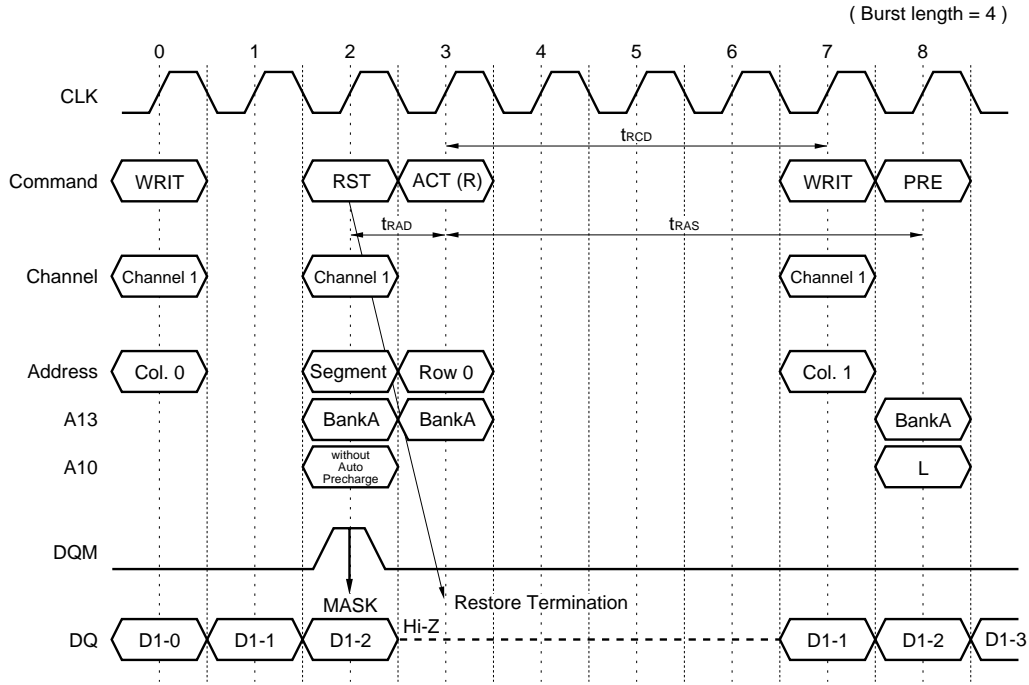 ( Burst length = 4 )
0 1 2 3 4 5 6 7 8
CLK
tRCD
Command WRIT RST ACT (R) WRIT PRE
tRAD tRAS
Channel Channel 1 Channel 1 Channel 1
Address Col. 0 Segment Row 0 Col. 1
A13 BankA BankA BankA
A10 without Auto Precharge L
DQM
MASK Restore Termination
Hi-Z
DQ D1-0 D1-1 D1-2 D1-1 D1-2 D1-3